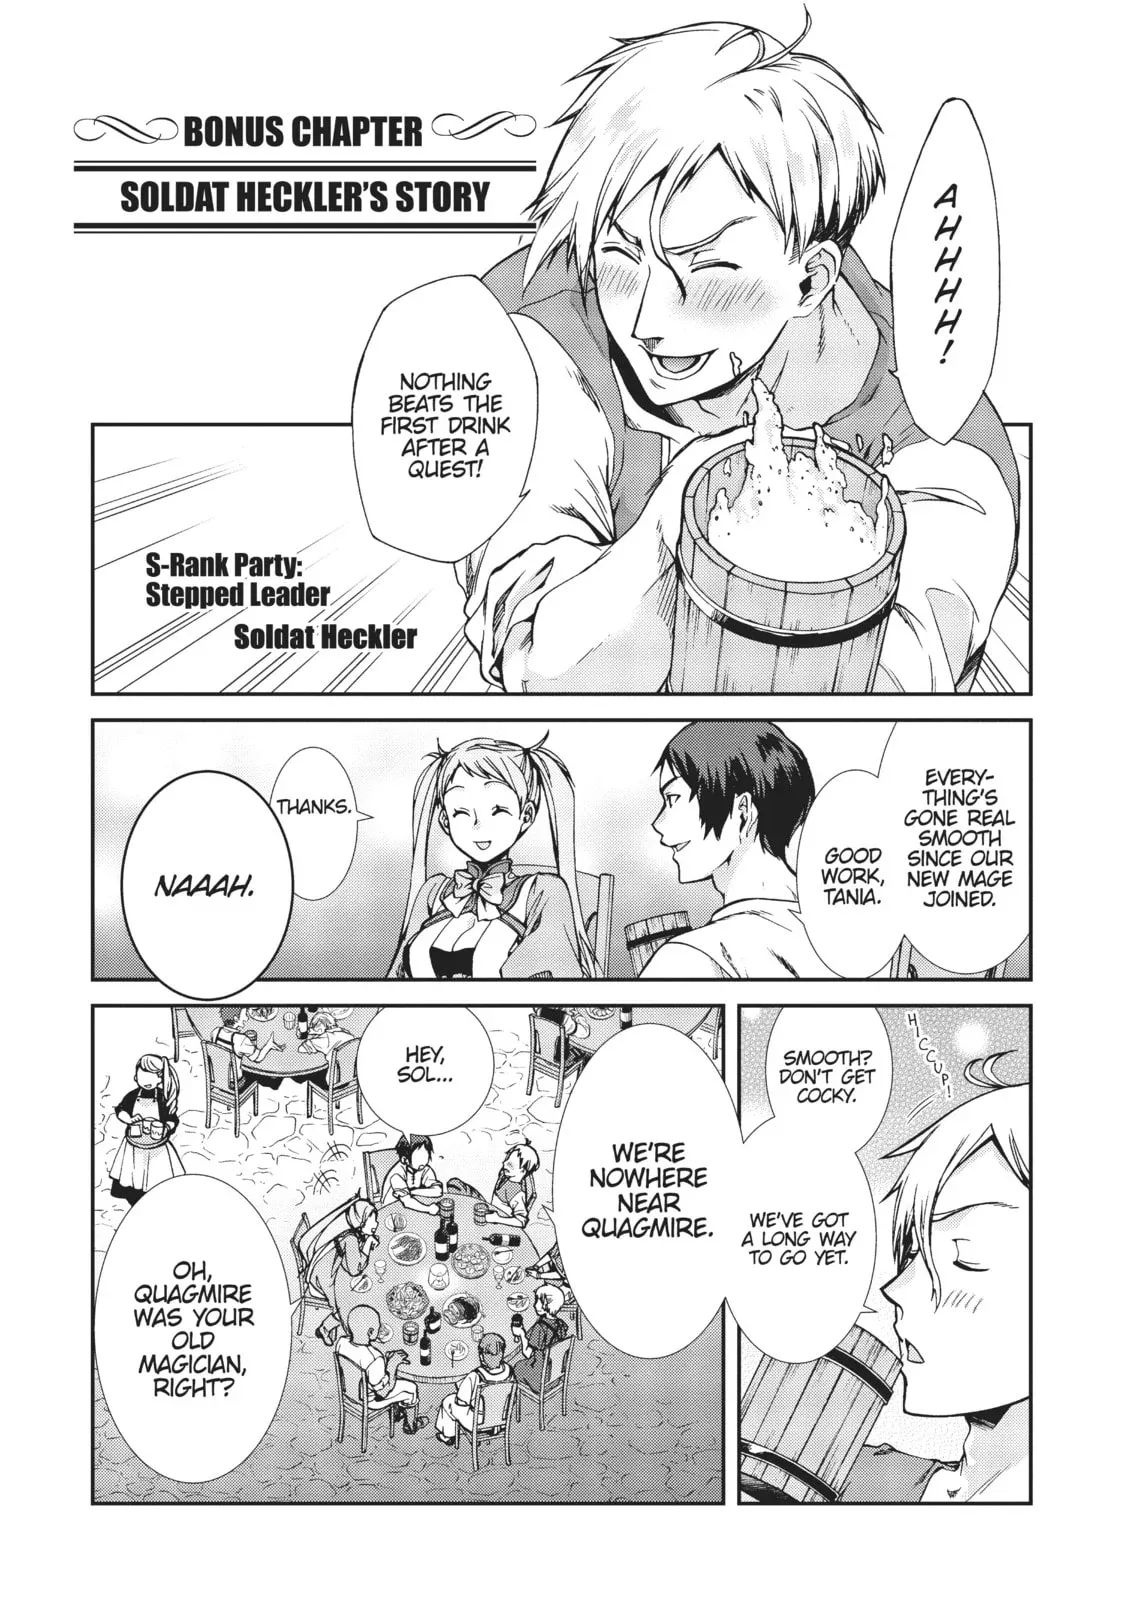 BONUS CHAPTER
SOLDAT HECKLER'S STORY
AHHHH!
NOTHING
BEATS THE
FIRST DRINK
AFTER A
QUEST!
S-Rank Party:
Stepped Leader
Soldat Heckler
EVERY-
THING'S
GONE REAL
SMOOTH
SINCE OUR
NEW MAGE
JOINED.
GOOD
WORK,
TANIA.
THANKS.
NAAAH.
HICCUP!
SMOOTH?
DON'T GET
COCKY.
WE'VE GOT
A LONG WAY
TO GO YET.
WE'RE
NOWHERE
NEAR
QUAGMIRE.
HEY,
SOL...
OH,
QUAGMIRE
WAS YOUR
OLD
MAGICIAN,
RIGHT?